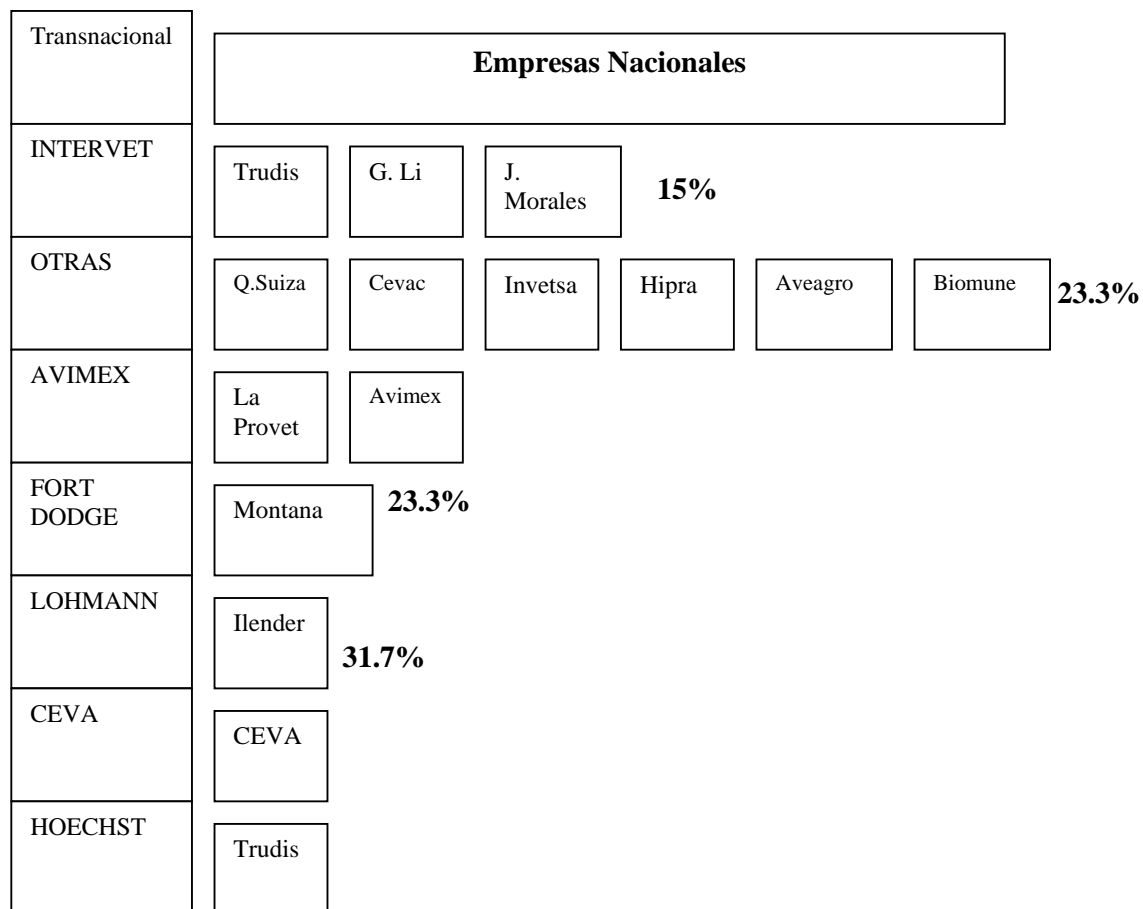 Transnacional
Empresas Nacionales
INTERVET
Trudis
G. Li
J.
Morales
15%
OTRAS
Q.Suiza
Cevac
Invetsa
Hipra
Aveagro
Biomune
23.3%
AVIMEX
La
Provet
Avimex
FORT
DODGE
Montana
23.3%
LOHMANN
Ilender
31.7%
CEVA
CEVA
HOECHST
Trudis